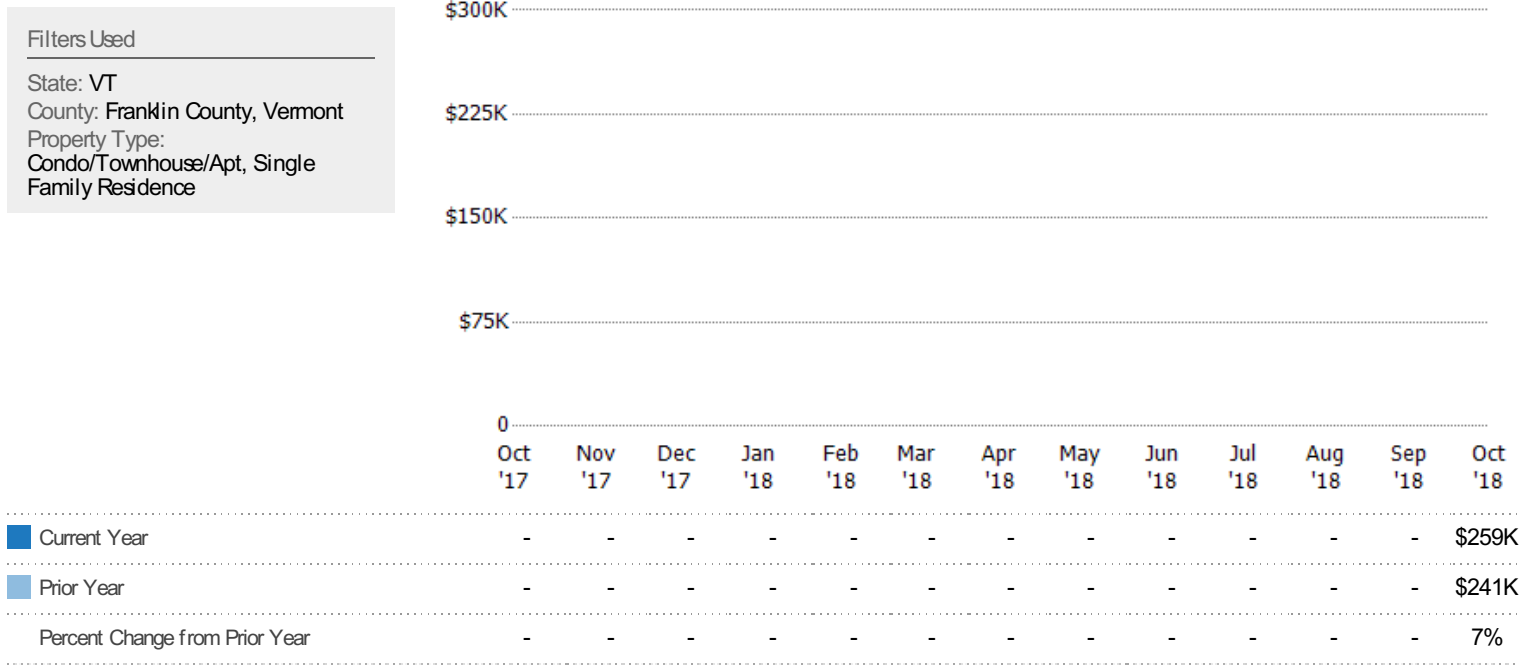 Filters Used
State: VT
County: Franklin County, Vermont
Property Type:
Condo/Townhouse/Apt, Single
Family Residence
$300K
$225K
$150K
$75K
0
Oct Nov Dec Jan Feb Mar Apr May Jun Jul Aug Sep Oct
'17 '17 '17 '18 '18 '18 '18 '18 '18 '18 '18 '18 '18
Current Year - - - - - - - - - - - - $259K
Prior Year - - - - - - - - - - - - $241K
Percent Change from Prior Year - - - - - - - - - - - - 7%